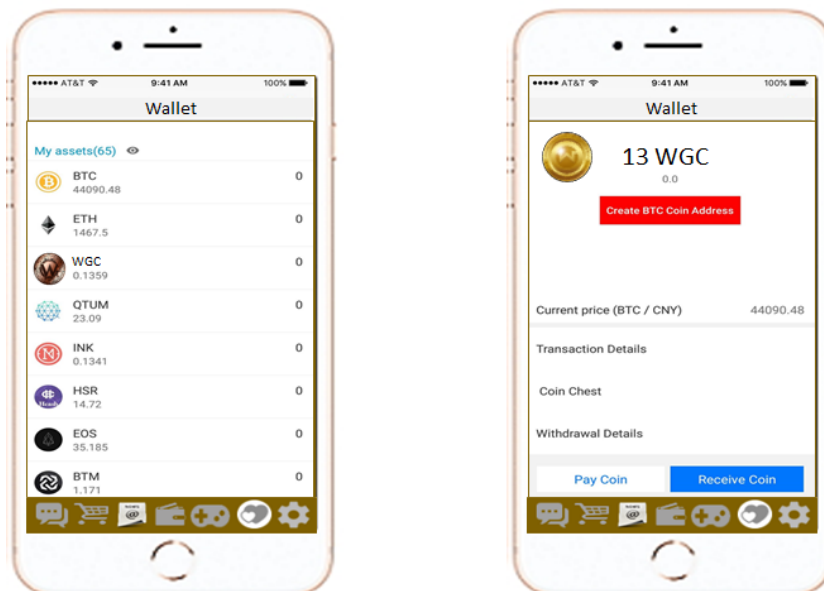 AT&T 9:41 AM 100%
Wallet
My assets(65)
BTC 0
44090.48
ETH 0
1467.5
WGC 0
0.1359
QTUM 0
23.09
INK 0
0.1341
HSR 0
14.72
EOS 0
35.185
BTM 0
1.171
AT&T 9:41 AM 100%
Wallet
13 WGC
0.0
Create BTC Coin Address
Current price (BTC / CNY) 44090.48
Transaction Details
Coin Chest
Withdrawal Details
Pay Coin Receive Coin